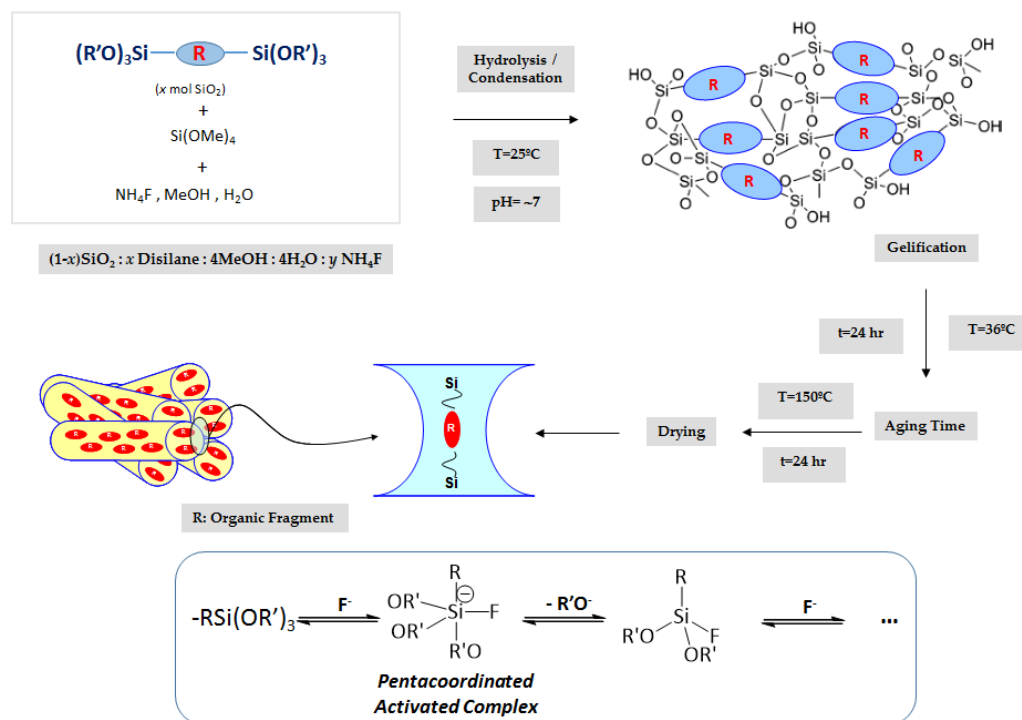 (R'O)₃Si R Si(OR')₃
(x mol SiO₂)
+
Si(OMe)₄
+
NH₄F , MeOH , H₂O
(1-x)SiO₂ : x Disilane : 4MeOH : 4H₂O : y NH₄F
Hydrolysis /
Condensation
T=25ºC
pH= ~7
HO
O
Si
O
R
Si
O
OH
R
R
R
R
R
R
OH
Gelification
t=24 hr
T=36ºC
Aging Time
T=150ºC
t=24 hr
Drying
Si
R
Si
R: Organic Fragment
-RSi(OR')₃
F⁻
R
OR'
Si
F
OR'
R'O
Pentacoordinated
Activated Complex
- R'O⁻
R
Si
R'O
F
OR'
F⁻
...